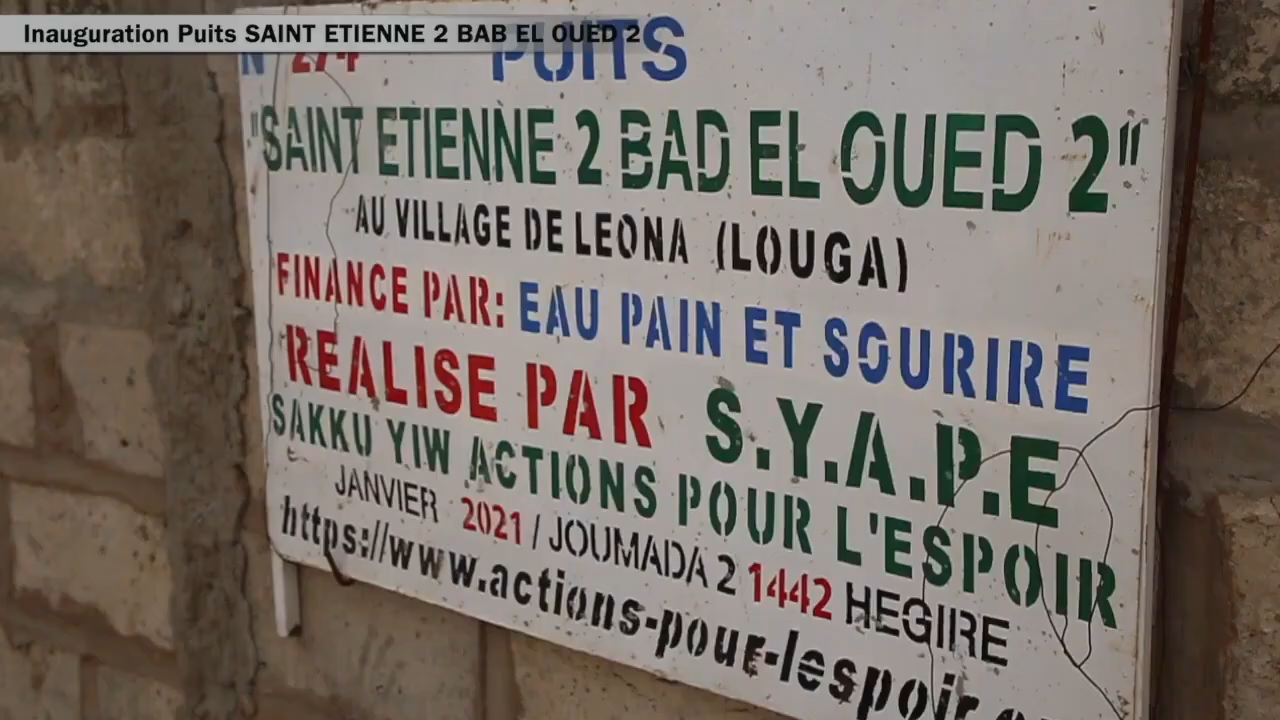 Inauguration Puits SAINT ETIENNE 2 BAB EL OUED 2
N° 274 PUITS
"SAINT ETIENNE 2 BAD EL OUED 2"
AU VILLAGE DE LEONA (LOUGA)
FINANCE PAR: EAU PAIN ET SOURIRE
REALISE PAR S.Y.A.P.E
SAKKU YIW ACTIONS POUR L'ESPOIR
JANVIER 2021 / JOUMADA 2 1442 HEGIIRE
https://www.actions-pour-lespoir.o